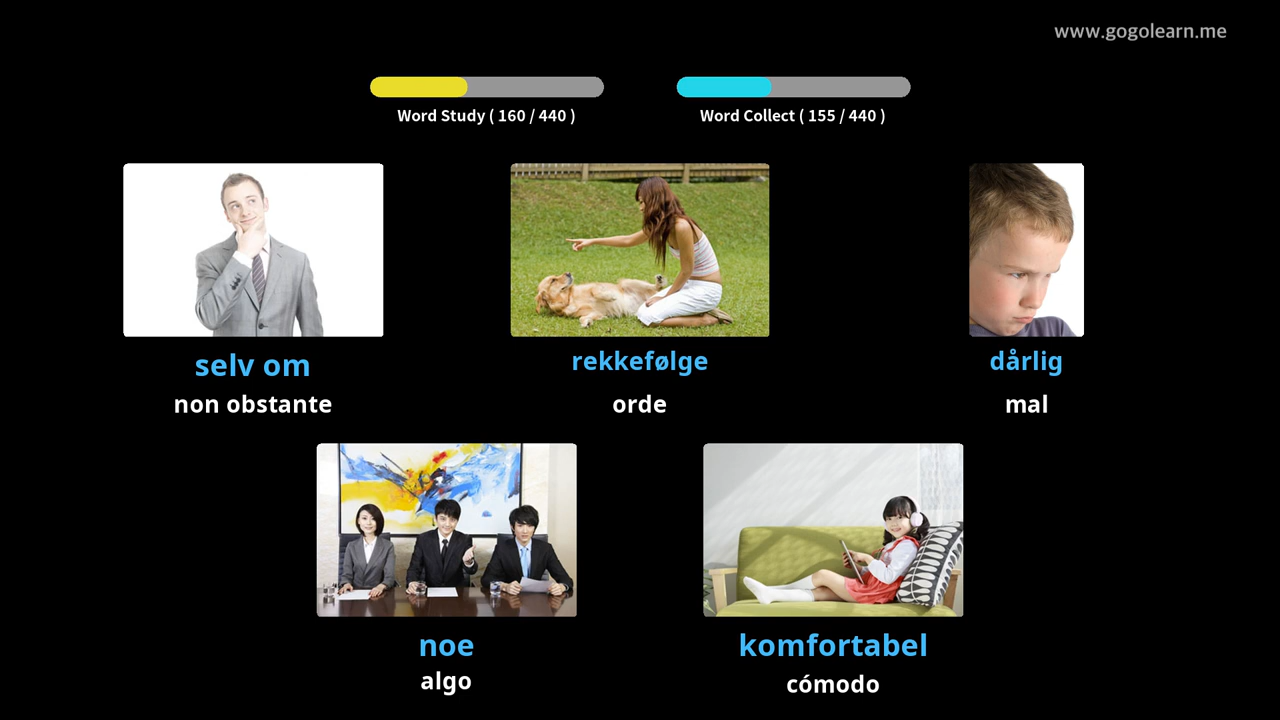 www.gogolearn.me
Word Study ( 160 / 440 )
Word Collect ( 155 / 440 )
selv om
non obstante
rekkefølge
orde
dårlig
mal
noe
algo
komfortabel
cómodo